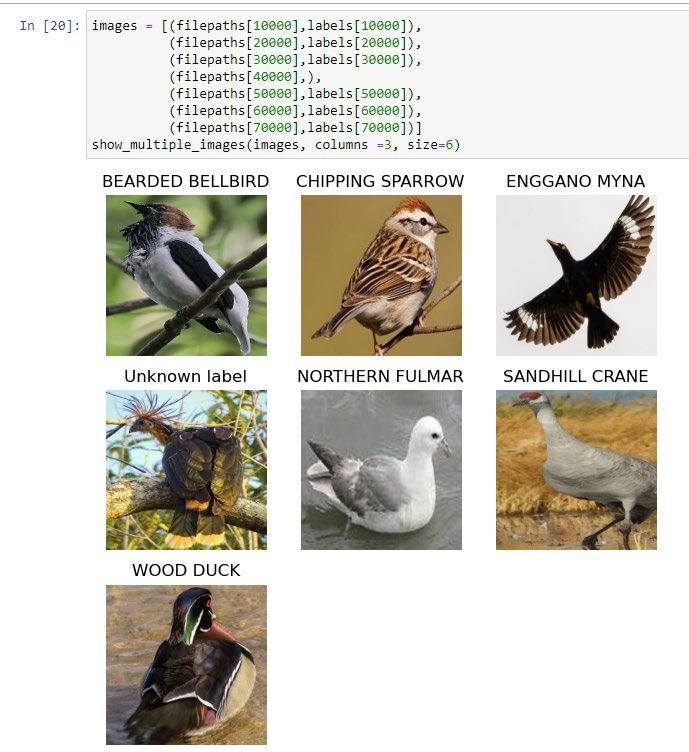 In [20]: images = [(filepaths[10000],labels[10000]),
(filepaths[20000],labels[20000]),
(filepaths[30000],labels[30000]),
(filepaths[40000],),
(filepaths[50000],labels[50000]),
(filepaths[60000],labels[60000]),
(filepaths[70000],labels[70000])]
show_multiple_images(images, columns =3, size=6)
BEARDED BELLBIRD CHIPPING SPARROW ENGGANO MYNA
Unknown label NORTHERN FULMAR SANDHILL CRANE
WOOD DUCK